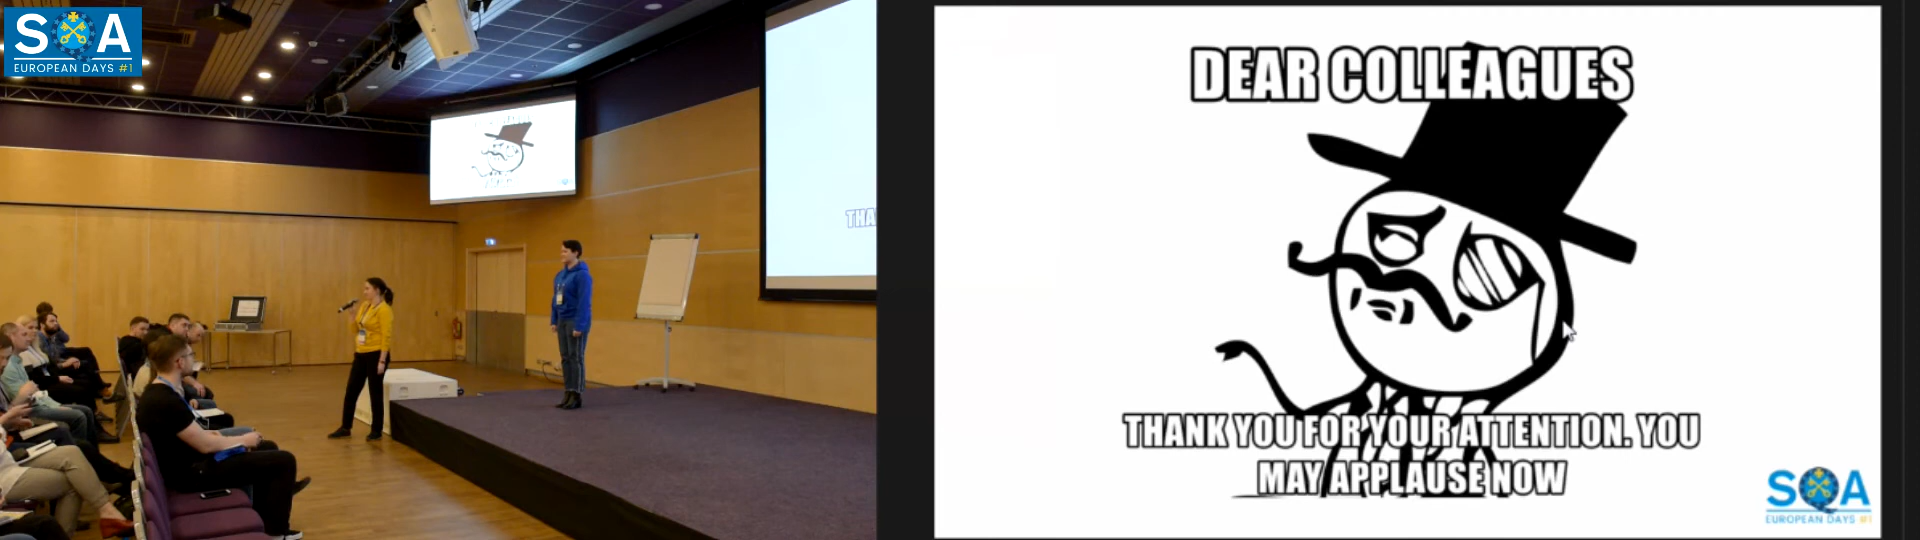 SQA
EUROPEAN DAYS #1
THA
DEAR COLLEAGUES
THANK YOU FOR YOUR ATTENTION. YOU
MAY APPLAUSE NOW
SQA
EUROPEAN DAYS #1